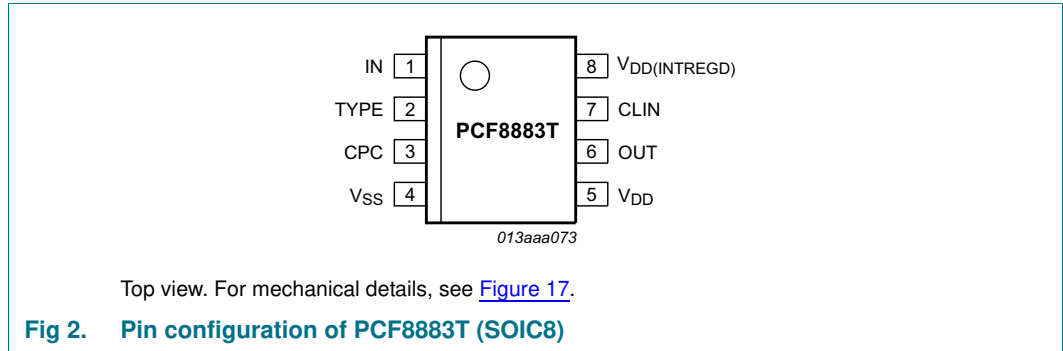 IN 1 8 VDD(INTREGD)
TYPE 2 7 CLIN
PCF8883T
CPC 3 6 OUT
VSS 4 5 VDD
013aaa073
Top view. For mechanical details, see Figure 17.
Fig 2. Pin configuration of PCF8883T (SOIC8)